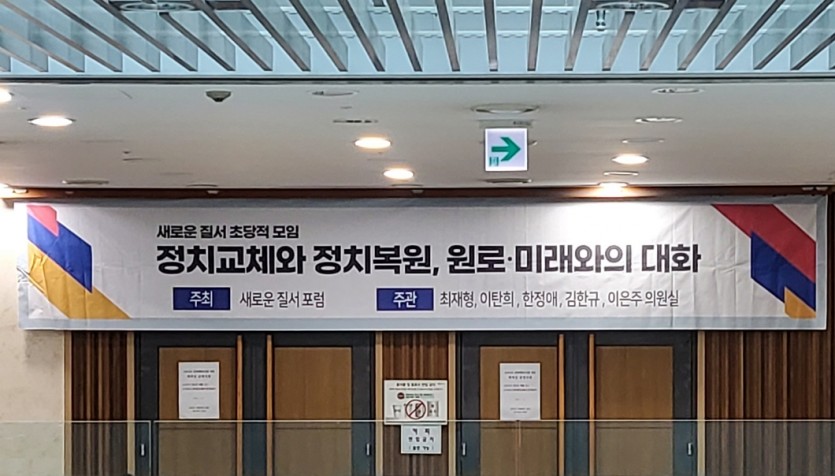 새로운 질서 초당적 모임
정치교체와 정치복원, 원로·미래와의 대화
주최 새로운 질서 포럼 주관 최재형, 이탄희, 한정애, 김한규, 이은주 의원실